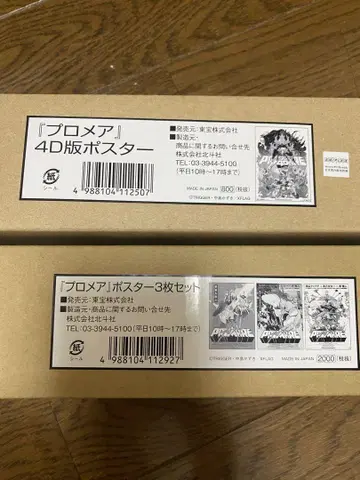 『プロメア』
4D版ポスター
紙
シール
4 988104 112507
■発売元：東宝株式会社
■製造元・
商品に関するお問い合せ先
株式会社北斗社
TEL：03-3944-5100
(平日10時〜17時まで)
MADE IN JAPAN 800(税抜)
PROMARE
『プロメア』ポスター3枚セット
■発売元：東宝株式会社
■製造元・商品に関するお問い合せ先
株式会社北斗社
TEL：03-3944-5100(平日10時〜17時まで)
紙
シール
4 988104 112927
MADE IN JAPAN 2000(税抜)